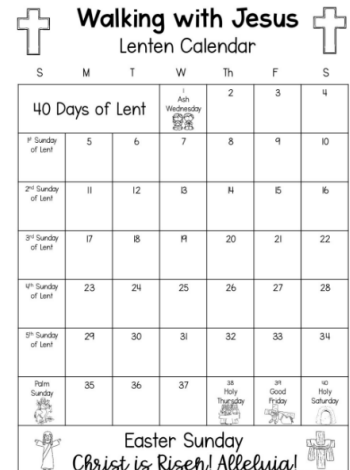 Walking with Jesus
Lenten Calendar
S M T W Th F S
40 Days of Lent
1
Ash
Wednesday
2 3 4
1st Sunday
of Lent
5 6 7 8 9 10
2nd Sunday
of Lent
11 12 13 14 15 16
3rd Sunday
of Lent
17 18 19 20 21 22
4th Sunday
of Lent
23 24 25 26 27 28
5th Sunday
of Lent
29 30 31 32 33 34
Palm
Sunday
35 36 37
38
Holy
Thursday
39
Good
Friday
40
Holy
Saturday
Easter Sunday
Christ is Risen! Alleluia!